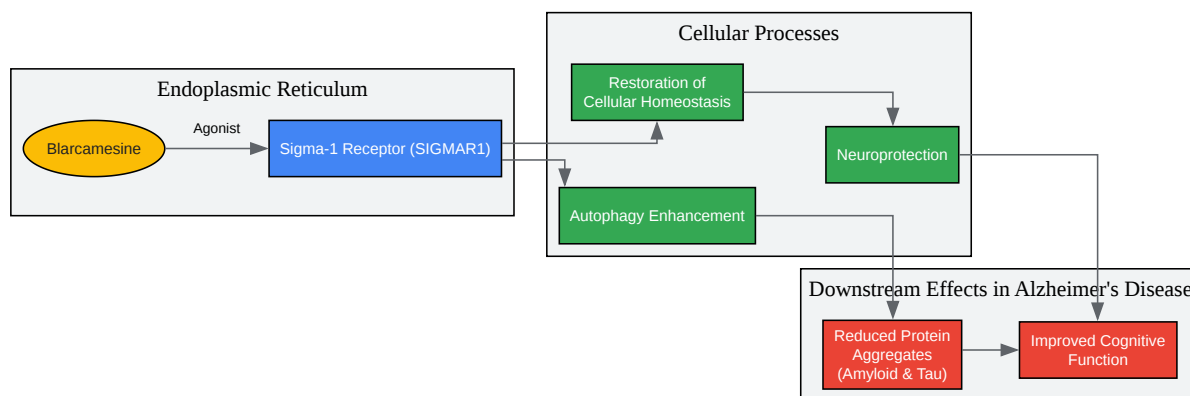 Endoplasmic Reticulum
Blarcamesine
Agonist
Sigma-1 Receptor (SIGMAR1)
Cellular Processes
Restoration of
Cellular Homeostasis
Neuroprotection
Autophagy Enhancement
Downstream Effects in Alzheimer's Disease
Reduced Protein
Aggregates
(Amyloid & Tau)
Improved Cognitive
Function